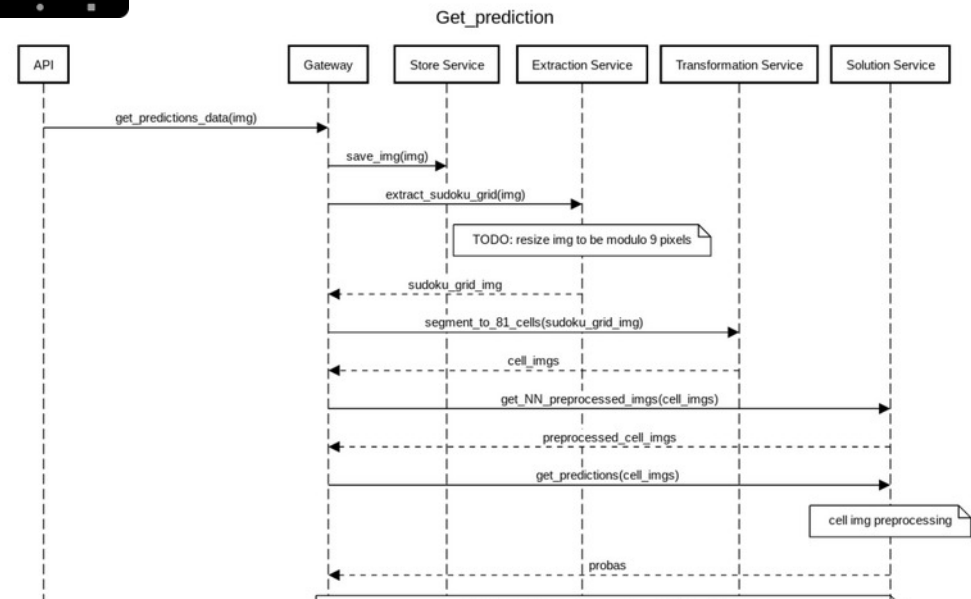 Get_prediction
API
Gateway
Store Service
Extraction Service
Transformation Service
Solution Service
get_predictions_data(img)
save_img(img)
extract_sudoku_grid(img)
TODO: resize img to be modulo 9 pixels
sudoku_grid_img
segment_to_81_cells(sudoku_grid_img)
cell_imgs
get_NN_preprocessed_imgs(cell_imgs)
preprocessed_cell_imgs
get_predictions(cell_imgs)
cell img preprocessing
probas